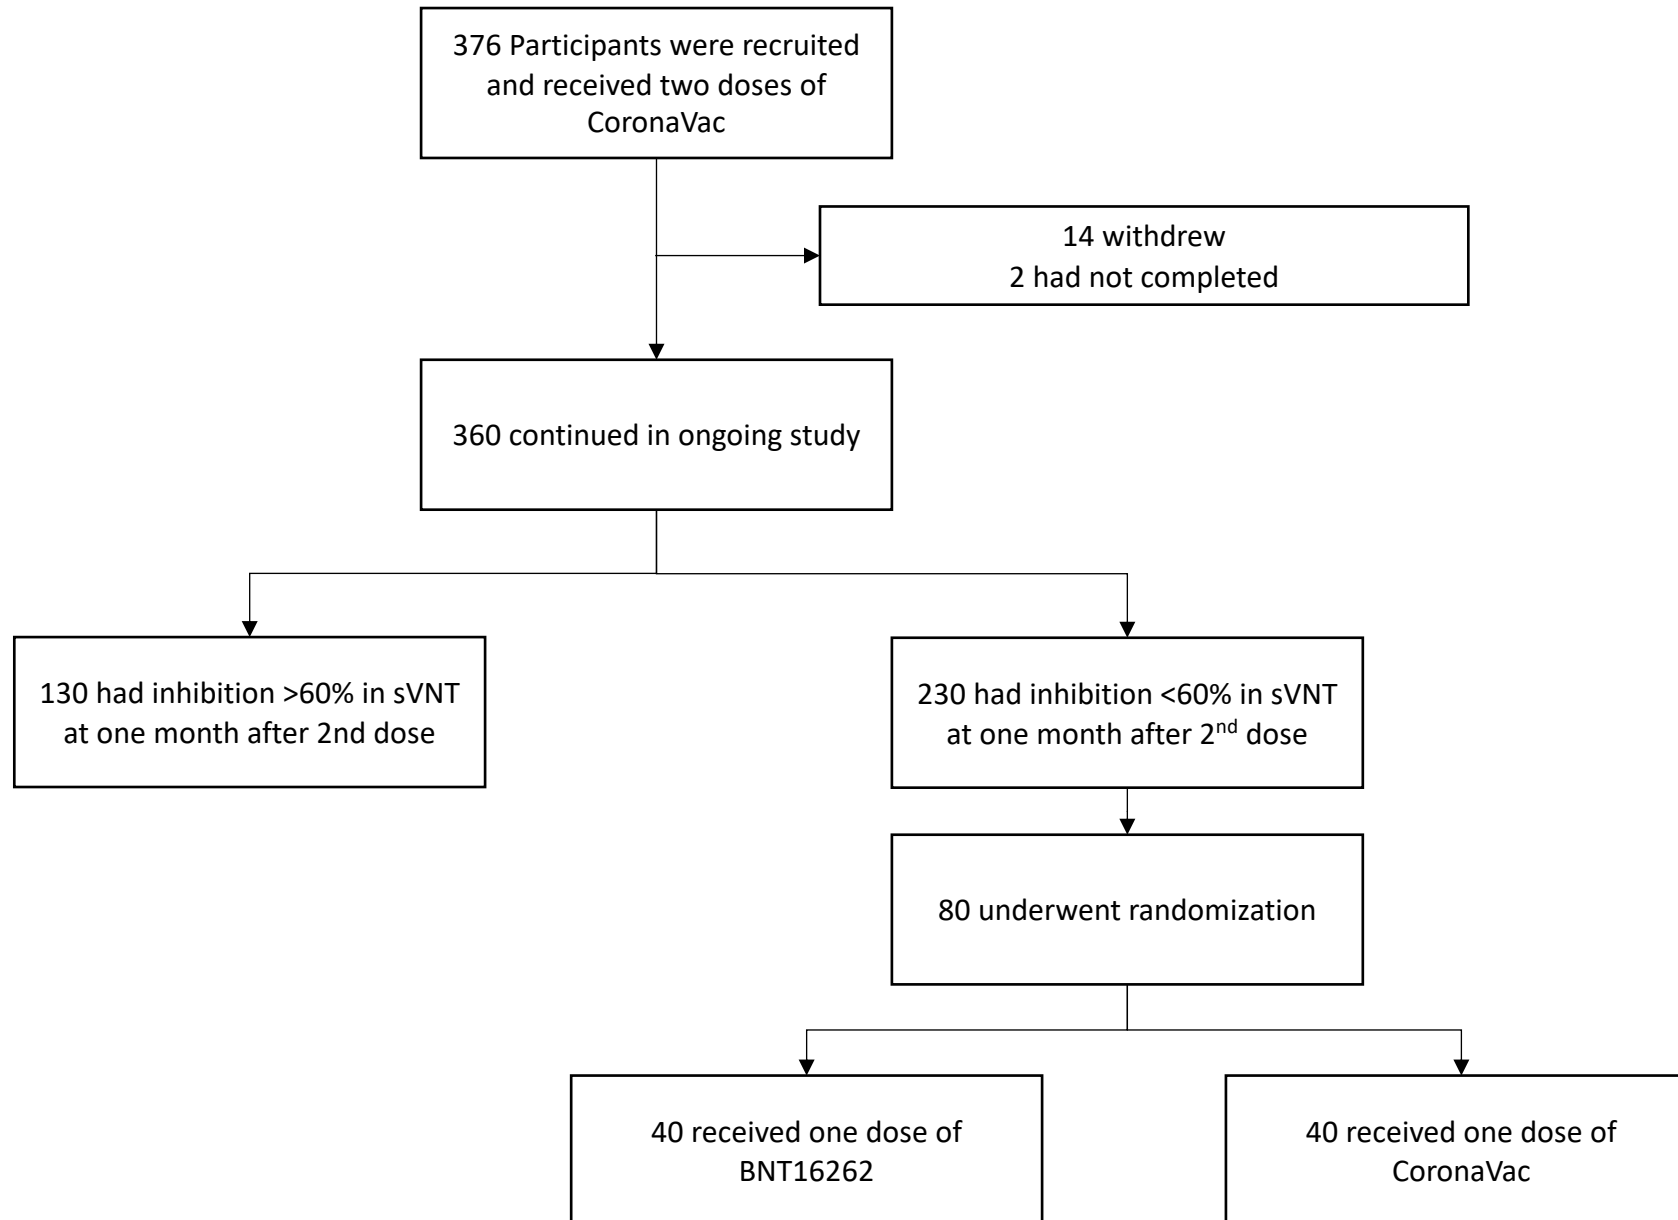 376 Participants were recruited
and received two doses of
CoronaVac
14 withdrew
2 had not completed
360 continued in ongoing study
130 had inhibition >60% in sVNT
at one month after 2nd dose
230 had inhibition <60% in sVNT
at one month after 2nd dose
80 underwent randomization
40 received one dose of
BNT16262
40 received one dose of
CoronaVac